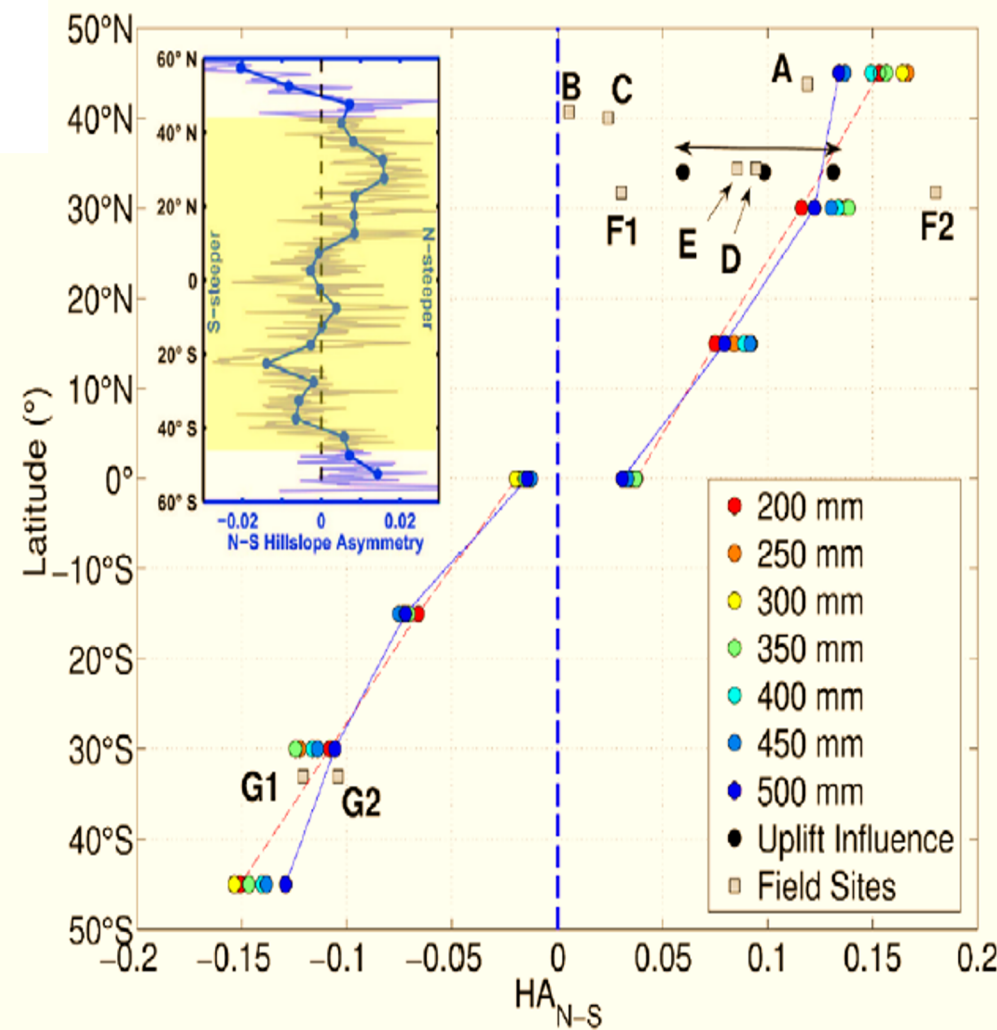 50°N
40°N
30°N
20°N
10°N
0°
−10°S
20°S
30°S
40°S
50°S
Latitude (°)
−0.2 −0.15 −0.1 −0.05 0 0.05 0.1 0.15 0.2
HA N−S
A
B
C
E
D
F1
F2
G1
G2
60° N
40° N
20° N
0
20° S
40° S
60° S
S−steeper
N−steeper
−0.02 0 0.02
N−S Hillslope Asymmetry
200 mm
250 mm
300 mm
350 mm
400 mm
450 mm
500 mm
Uplift Influence
Field Sites